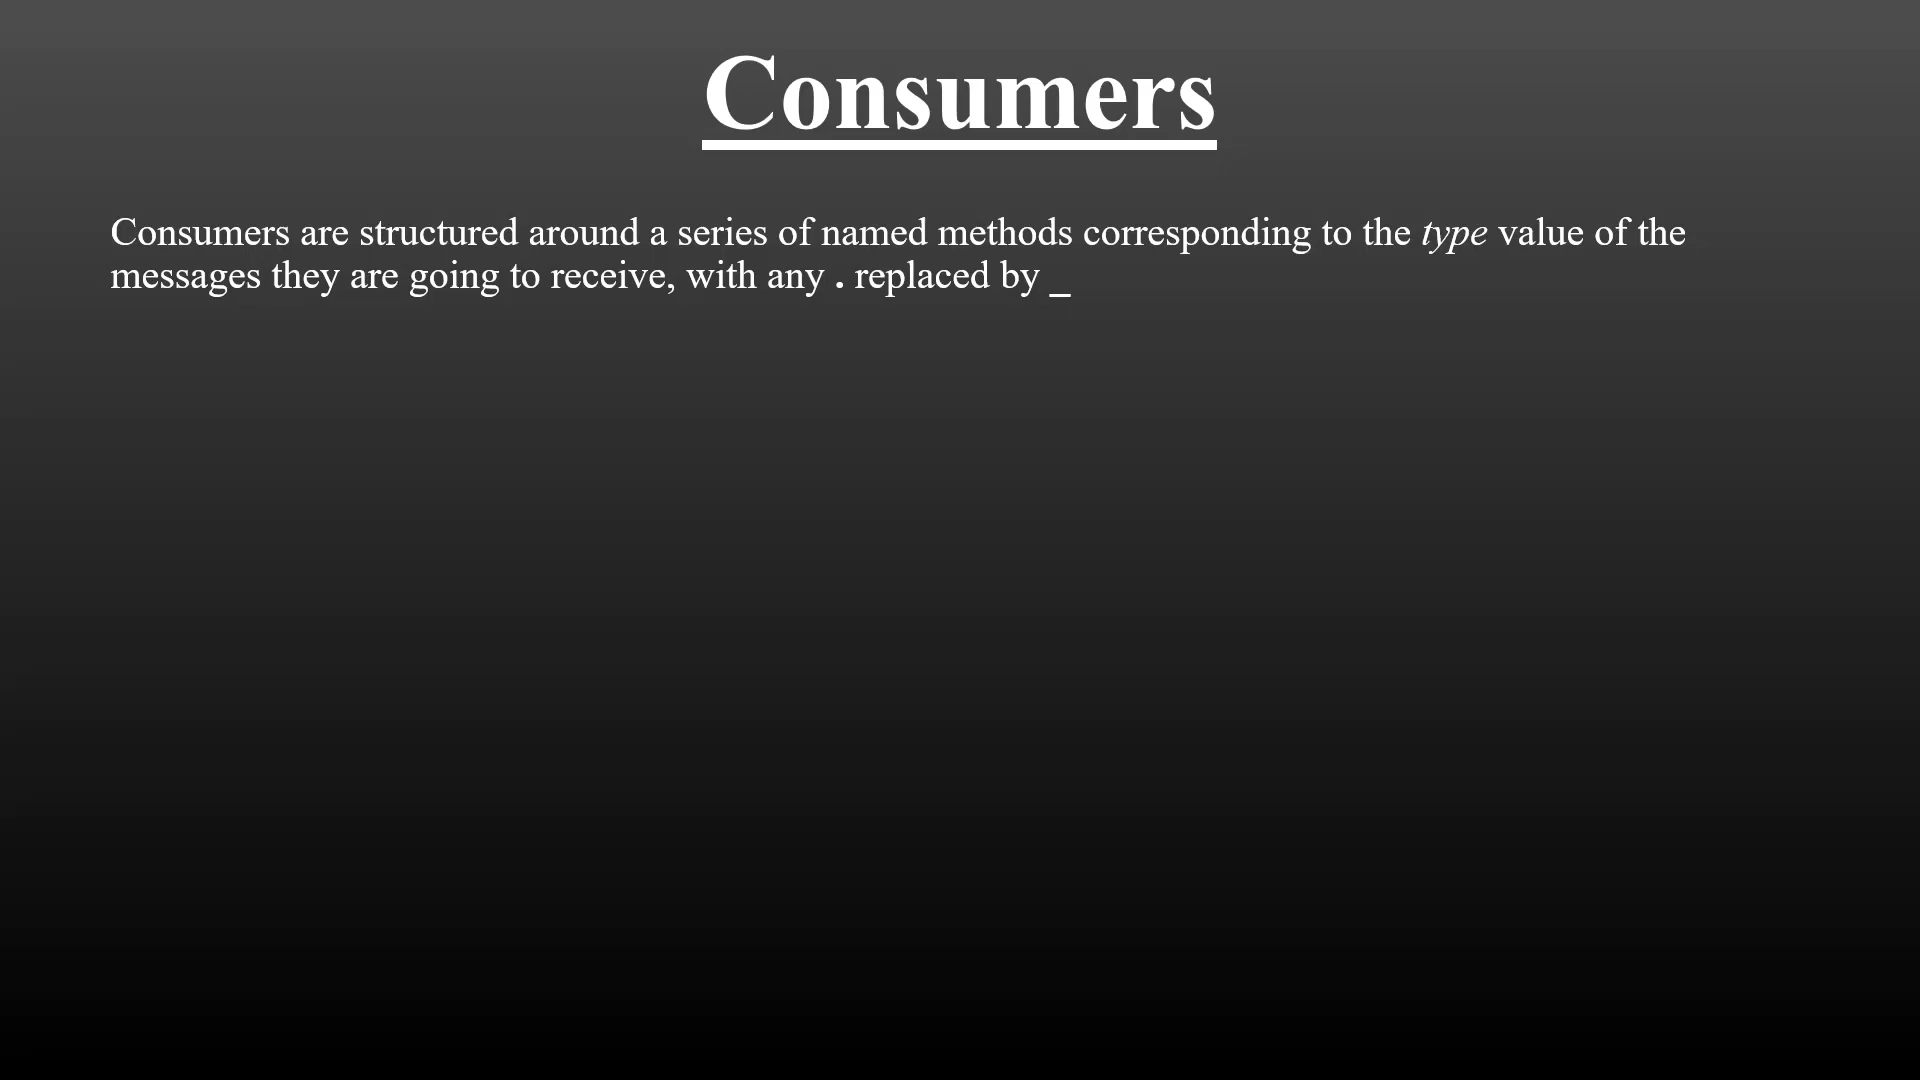 Consumers
Consumers are structured around a series of named methods corresponding to the type value of the
messages they are going to receive, with any . replaced by _